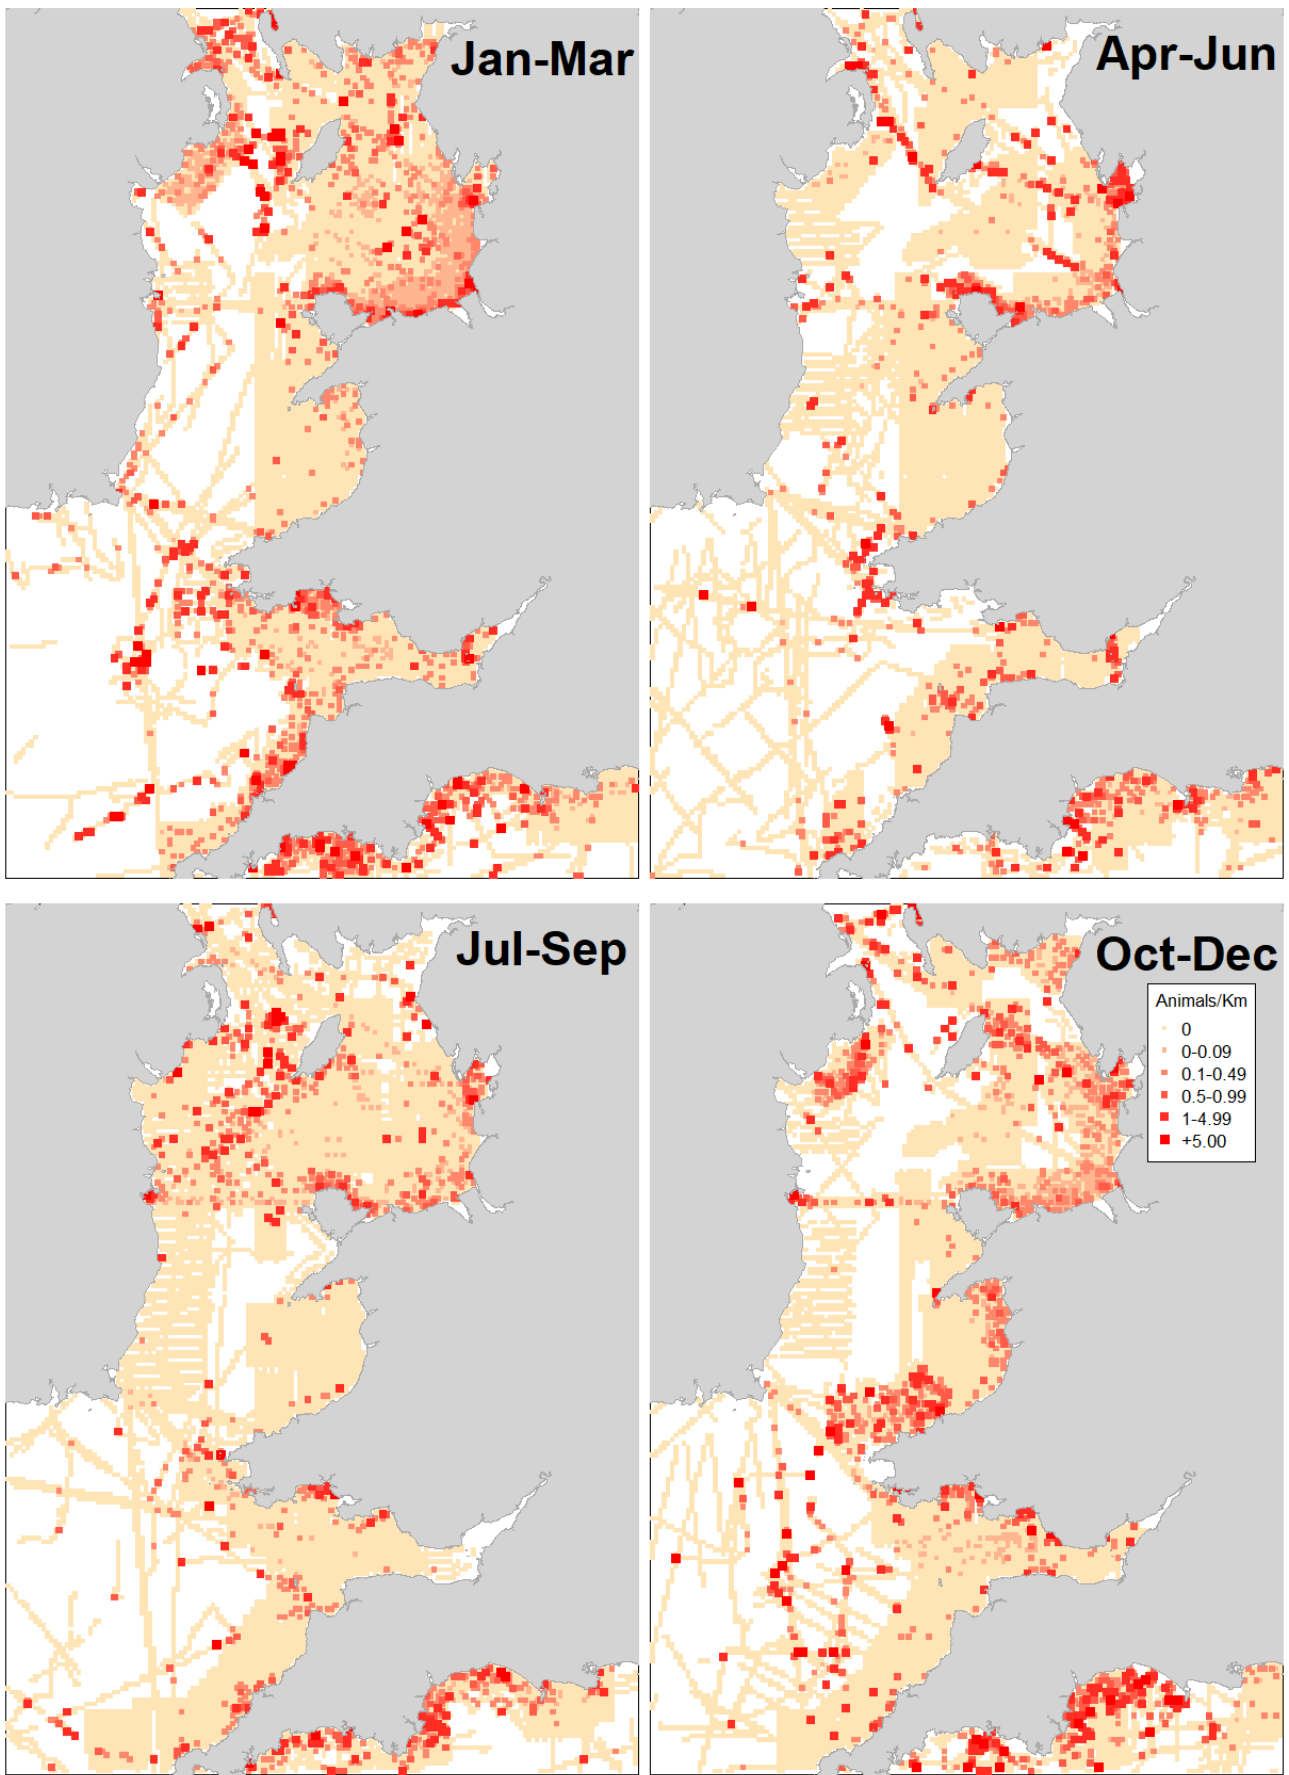 Jan-Mar
Apr-Jun
Jul-Sep
Oct-Dec
Animals/Km
0
0-0.09
0.1-0.49
0.5-0.99
1-4.99
+5.00